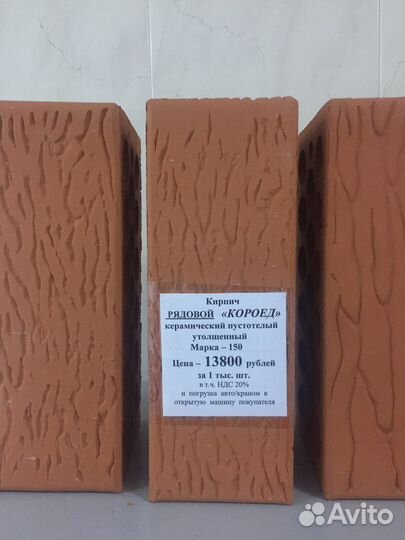 Кирпич
РЯДОВОЙ «КОРОЕД»
керамический пустотелый
утолщенный
Марка – 150
Цена – 13800 рублей
за 1 тыс. шт.
в т.ч. НДС 20%
и погрузка авто/краном в
открытую машину покупателя
Avito